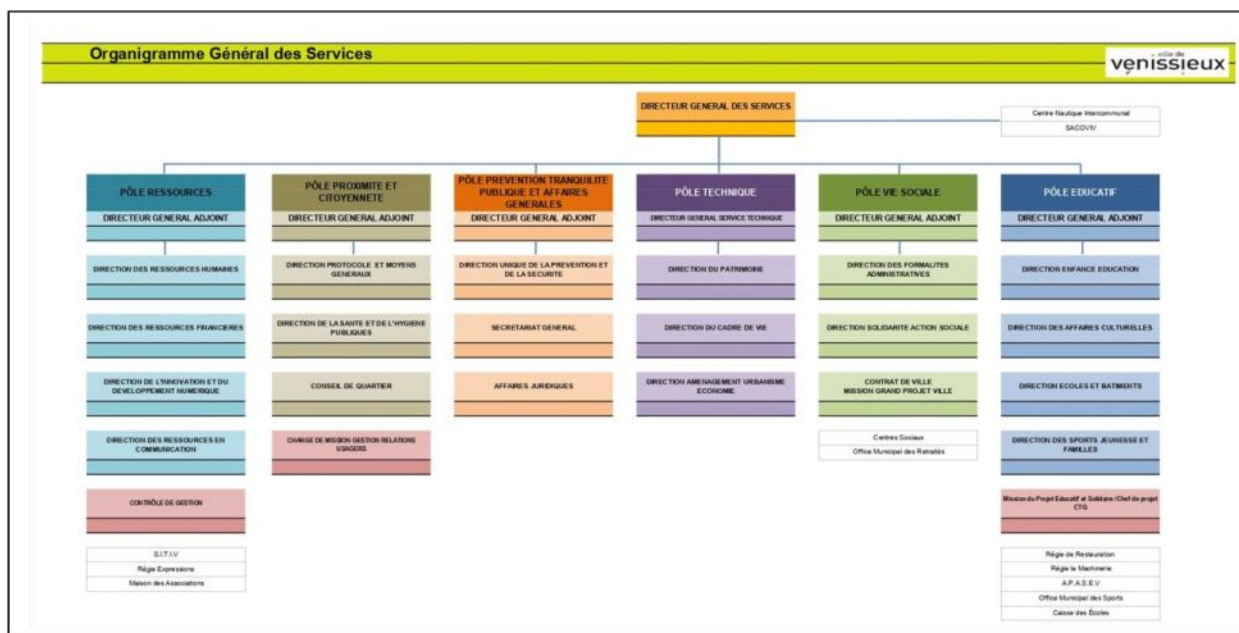 Organigramme Général des Services
ville de
venissieux
DIRECTEUR GENERAL DES SERVICES
Centre Nautique Intercommunal
SACOVIV
PÔLE RESSOURCES
DIRECTEUR GENERAL ADJOINT
DIRECTION DES RESSOURCES HUMAINES
DIRECTION DES RESSOURCES FINANCIERES
DIRECTION DE L'INNOVATION ET DU
DEVELOPPEMENT NUMERIQUE
DIRECTION DES RESSOURCES EN
COMMUNICATION
CONTRÔLE DE GESTION
S.I.T.I.V
Régie Expressions
Maison des Associations
PÔLE PROXIMITE ET
CITOYENNETE
DIRECTEUR GENERAL ADJOINT
DIRECTION PROTOCOLE ET MOYENS
GENERAUX
DIRECTION DE LA SANTE ET DE L'HYGIENE
PUBLIQUES
CONSEIL DE QUARTIER
CHARGE DE MISSION GESTION RELATIONS
USAGERS
PÔLE PREVENTION TRANQUILITE
PUBLIQUE ET AFFAIRES
GENERALES
DIRECTEUR GENERAL ADJOINT
DIRECTION UNIQUE DE LA PREVENTION ET
DE LA SECURITE
SECRETARIAT GENERAL
AFFAIRES JURIDIQUES
PÔLE TECHNIQUE
DIRECTEUR GENERAL SERVICE TECHNIQUE
DIRECTION DU PATRIMOINE
DIRECTION DU CADRE DE VIE
DIRECTION AMENAGEMENT URBANISME
ECONOMIE
PÔLE VIE SOCIALE
DIRECTEUR GENERAL ADJOINT
DIRECTION DES FORMALITES
ADMINISTRATIVES
DIRECTION SOLIDARITE ACTION SOCIALE
CONTRAT DE VILLE
MISSION GRAND PROJET VILLE
Centres Sociaux
Office Municipal des Retraités
PÔLE EDUCATIF
DIRECTEUR GENERAL ADJOINT
DIRECTION ENFANCE EDUCATION
DIRECTION DES AFFAIRES CULTURELLES
DIRECTION ECOLES ET BATIMENTS
DIRECTION DES SPORTS JEUNESSE ET
FAMILLES
Mission du Projet Educatif et Solidaire /Chef de projet
CTG
Régie de Restauration
Régie la Machinerie
A.P.A.S.E.V
Office Municipal des Sports
Caisse des Écoles